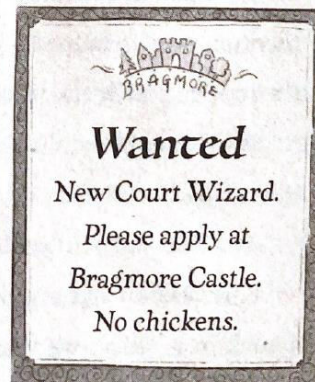 BRAGMORE
Wanted
New Court Wizard.
Please apply at
Bragmore Castle.
No chickens.